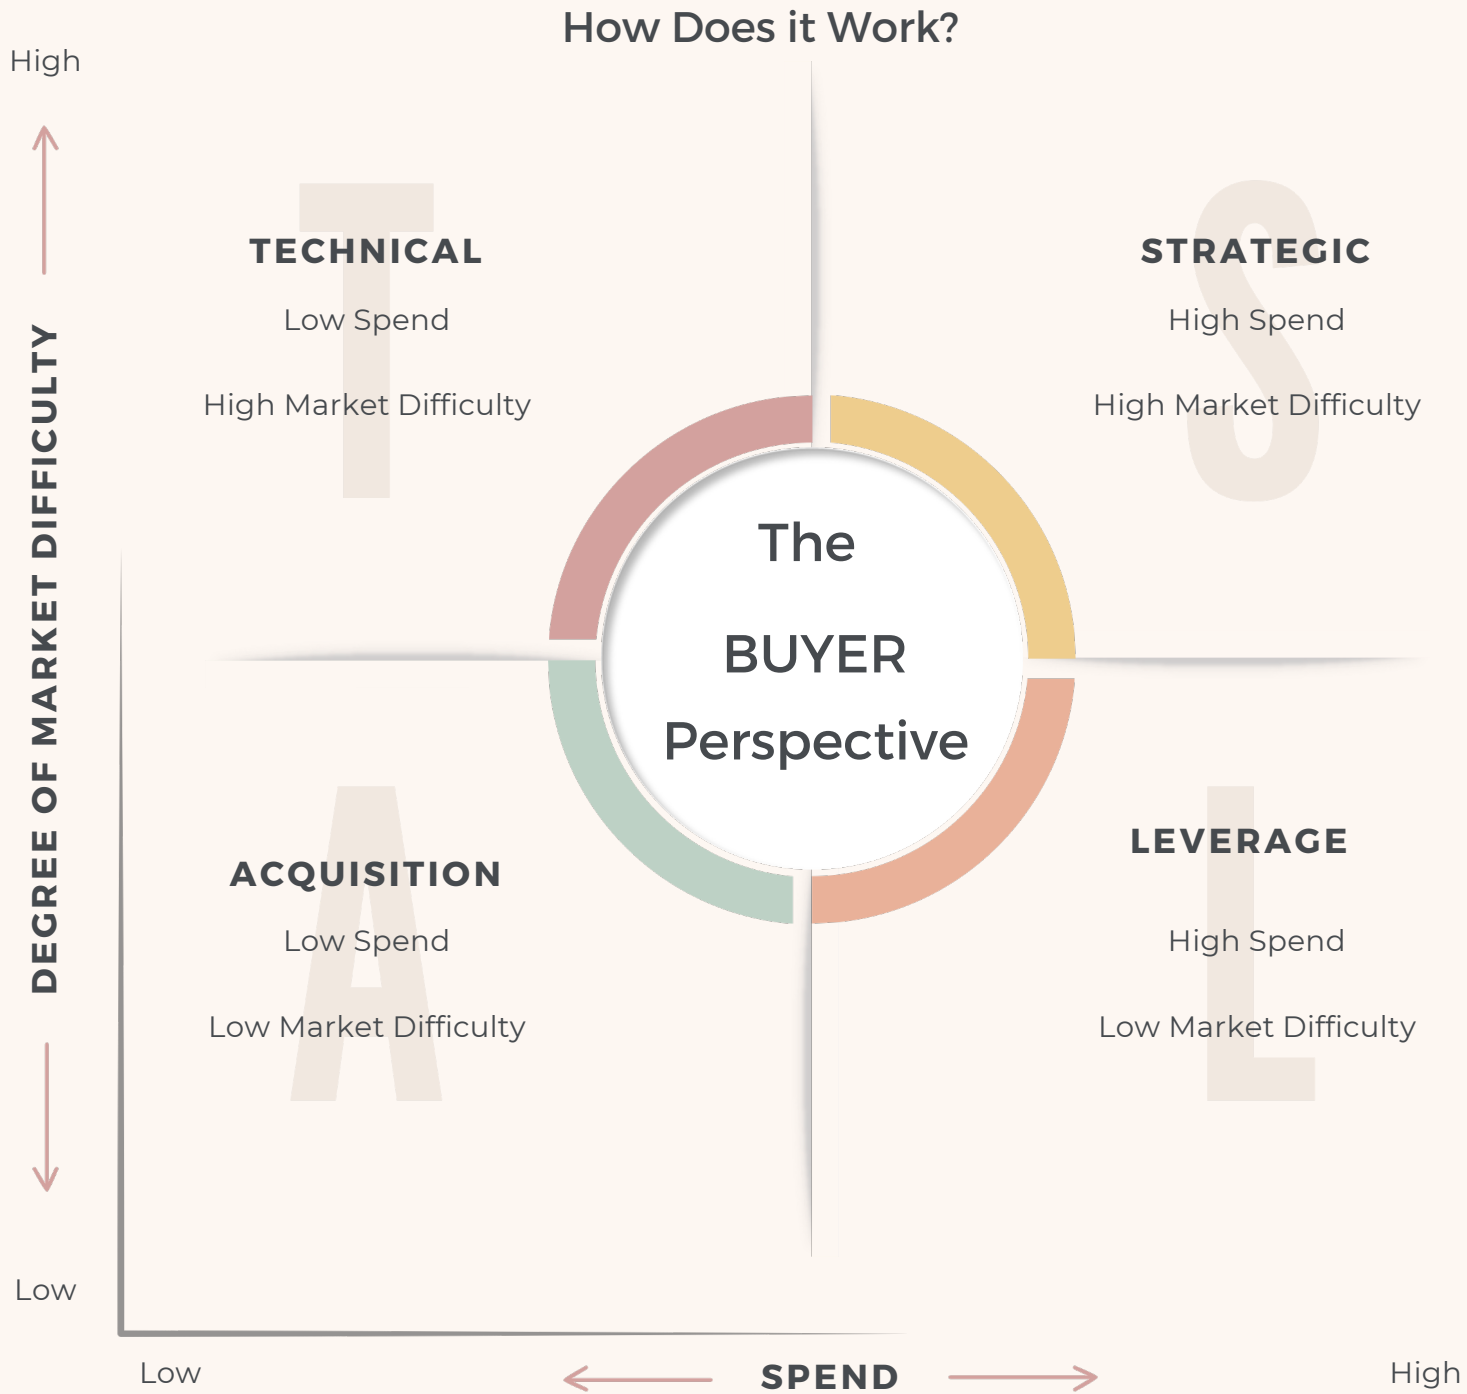 How Does it Work?
High
T
TECHNICAL
Low Spend
High Market Difficulty
S
STRATEGIC
High Spend
High Market Difficulty
DEGREE OF MARKET DIFFICULTY
The
BUYER
Perspective
A
ACQUISITION
Low Spend
Low Market Difficulty
L
LEVERAGE
High Spend
Low Market Difficulty
Low
Low
SPEND
High